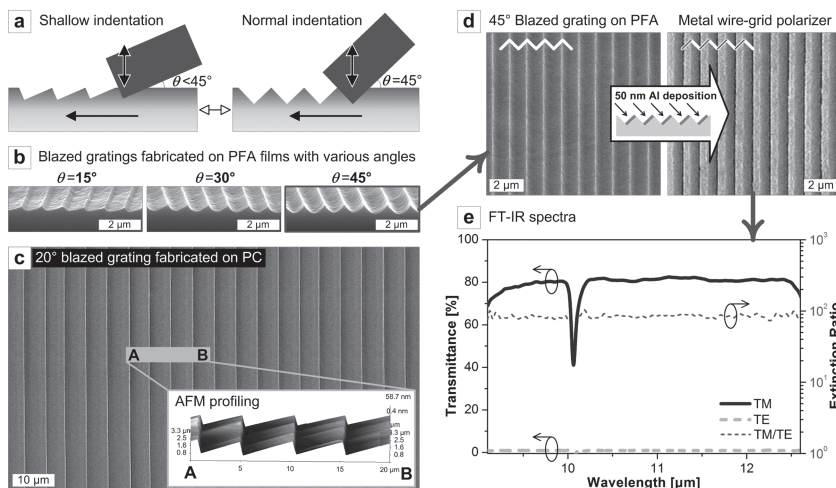 a Shallow indentation
Normal indentation
θ<45°
θ=45°
b Blazed gratings fabricated on PFA films with various angles
θ=15°
θ=30°
θ=45°
2 μm
2 μm
2 μm
c 20° blazed grating fabricated on PC
A
B
AFM profiling
58.7 nm
0.4 nm
3.3 μm
2.5
1.6
0.8
μm
3.3 μm
2.5
1.6
0.8
A
5
10
15
20 μm
B
10 μm
d 45° Blazed grating on PFA
Metal wire-grid polarizer
50 nm Al deposition
2 μm
2 μm
e FT-IR spectra
Transmittance [%]
100
80
60
40
20
0
10³
10²
10¹
10⁰
Extinction Ratio
TM
TE
TM/TE
10
11
12
Wavelength [μm]